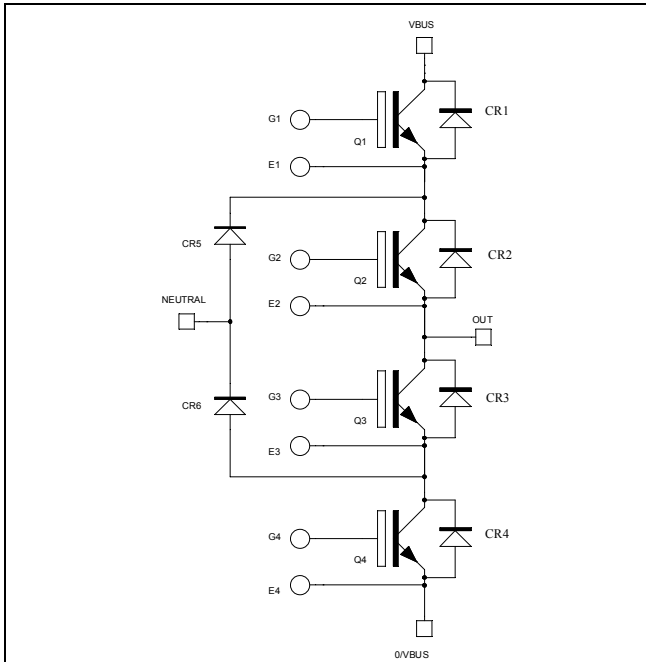 VBUS
CR1
G1
Q1
E1
CR5
CR2
G2
Q2
E2
NEUTRAL
OUT
CR6
CR3
G3
Q3
E3
CR4
G4
Q4
E4
0/VBUS